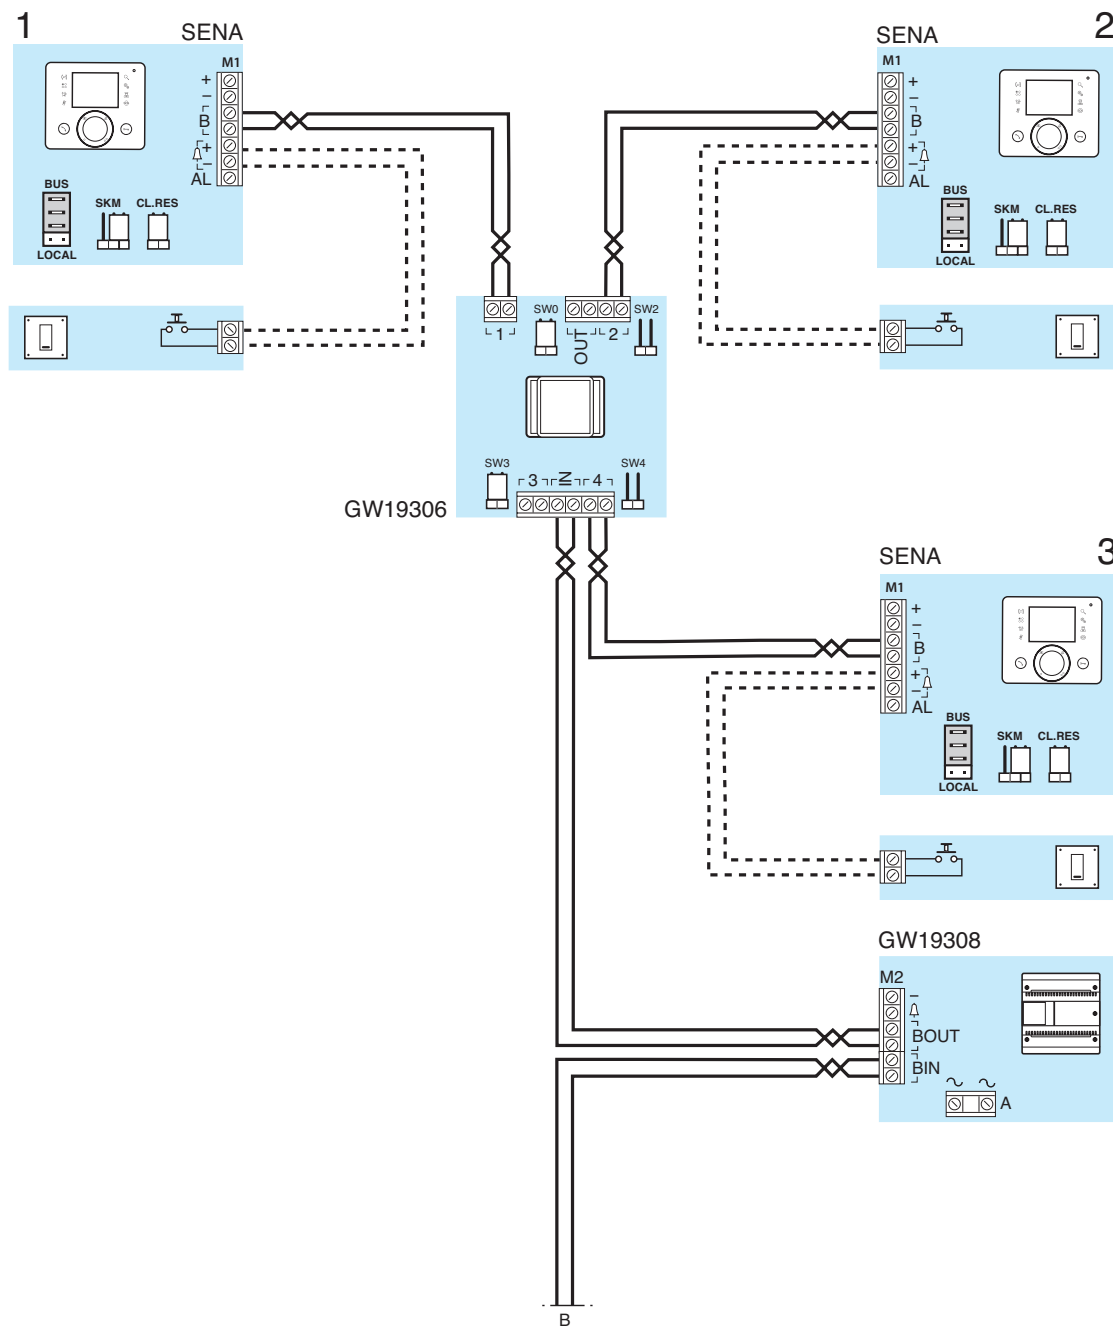 1
SENA
M1
+
−
B
+
−
AL
BUS
LOCAL
SKM
CL.RES
2
SENA
M1
+
−
B
+
−
AL
BUS
LOCAL
SKM
CL.RES
1
SW0
OUT
2
SW2
SW3
3
IN
4
SW4
GW19306
3
SENA
M1
+
−
B
+
−
AL
BUS
LOCAL
SKM
CL.RES
GW19308
M2
−
BOUT
BIN
A
B